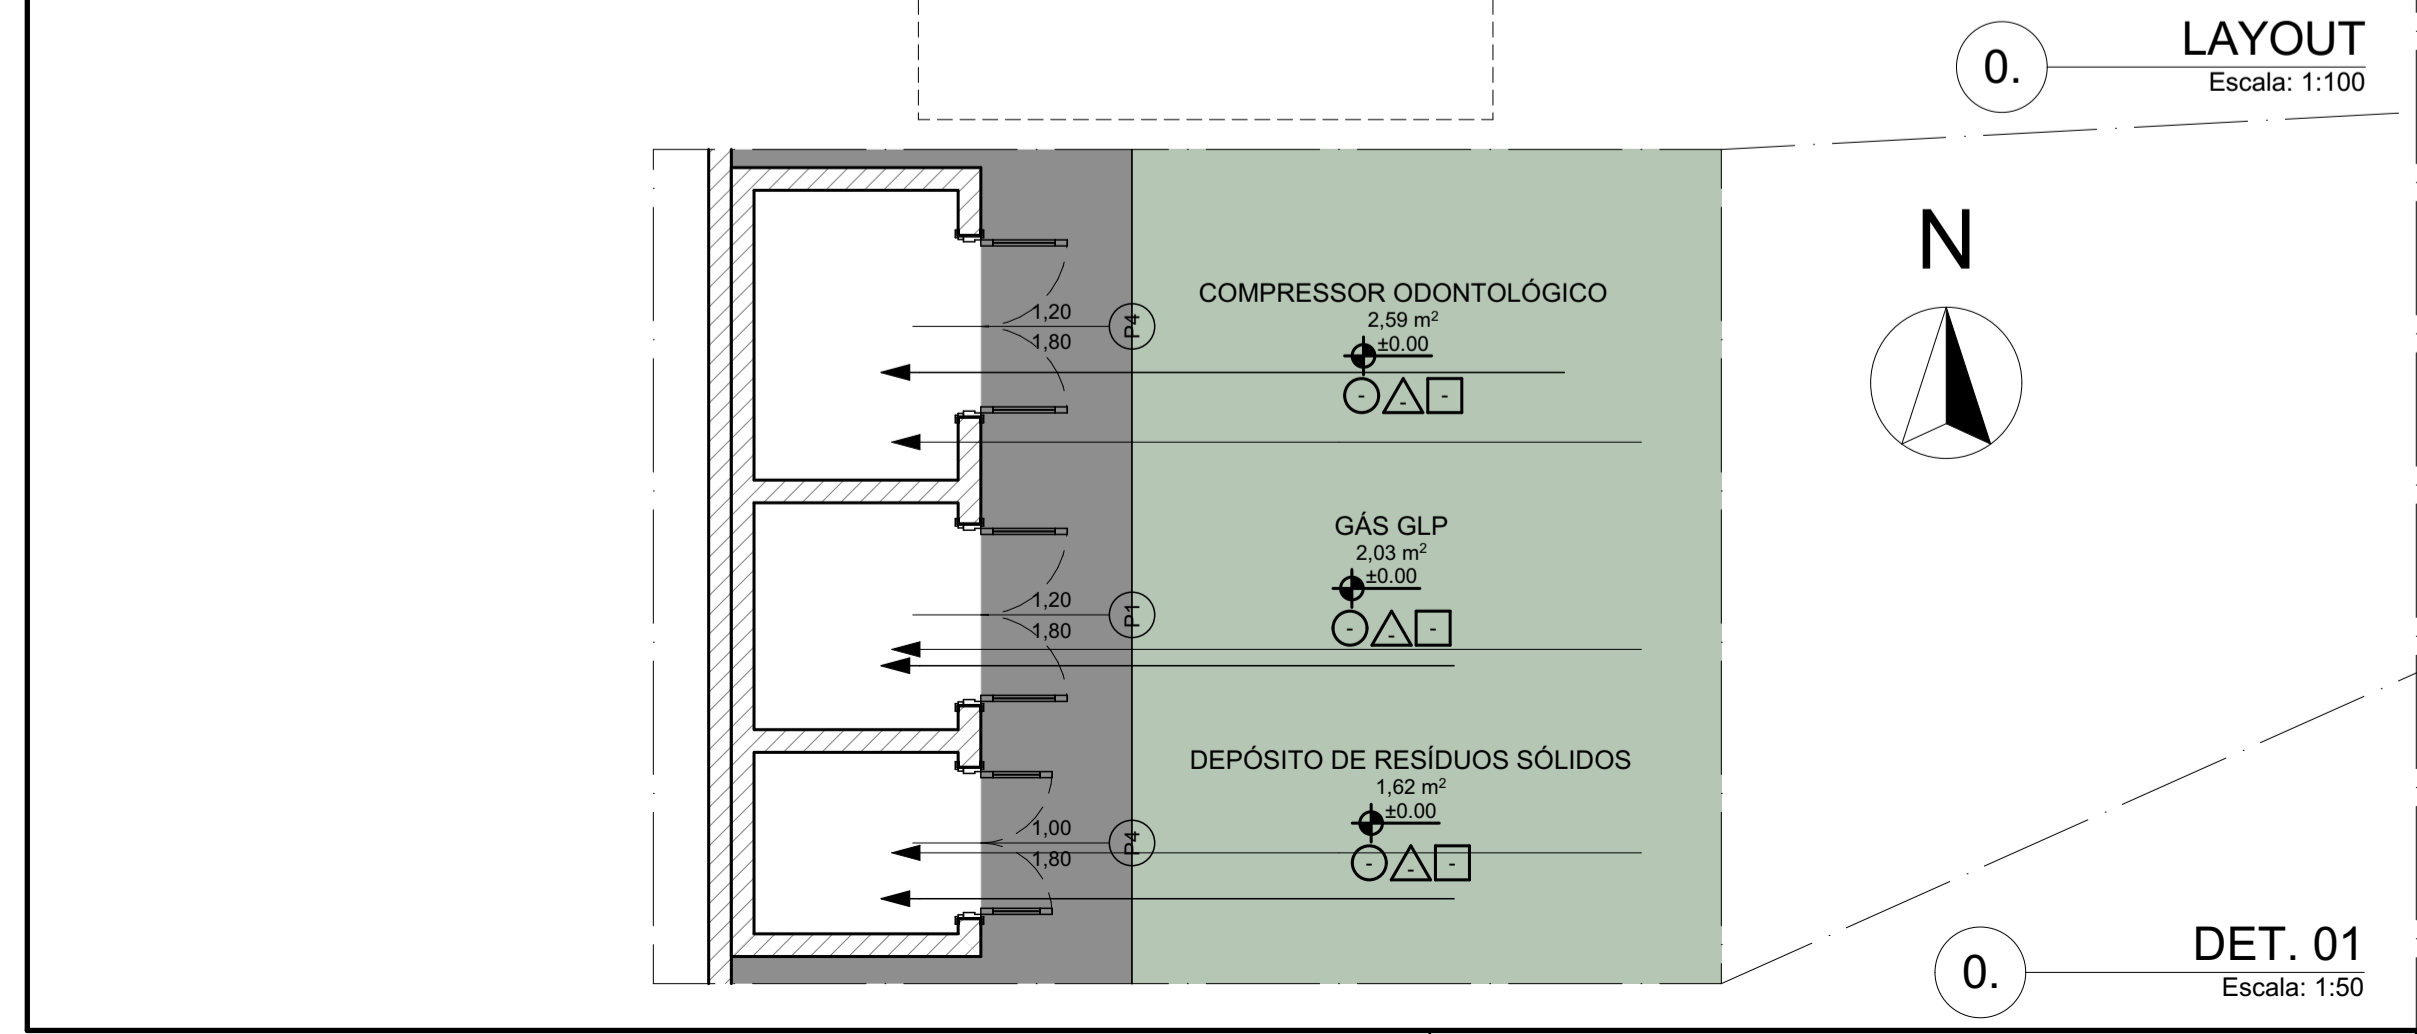 LAYOUT
0.
Escala: 1:100
N
COMPRESSOR ODONTOLÓGICO
2,59 m²
±0.00
1,20
P4
1,80
- - -
GÁS GLP
2,03 m²
±0.00
1,20
P1
1,80
- - -
DEPÓSITO DE RESÍDUOS SÓLIDOS
1,62 m²
±0.00
1,00
P4
1,80
- - -
DET. 01
0.
Escala: 1:50